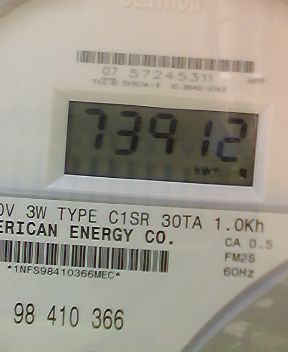 CENTRON
07 57245311
73912
kWh
0V 3W TYPE C1SR 30TA 1.0Kh
ERICAN ENERGY CO.
CA 0.5
FM2S
60Hz
*1NFS98410366MEC*
98 410 366